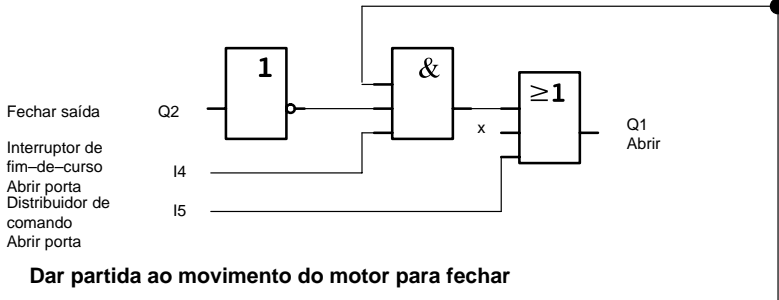 1
&
≥1
Fechar saída
Q2
x
Q1
Abrir
Interruptor de
fim–de–curso
Abrir porta
I4
Distribuidor de
comando
Abrir porta
I5
Dar partida ao movimento do motor para fechar